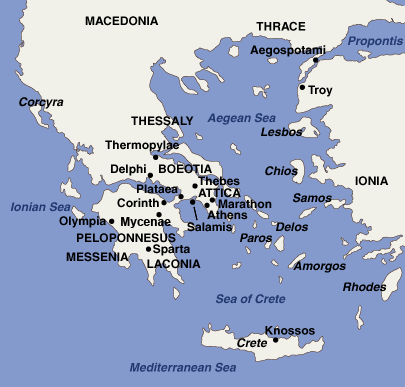 MACEDONIA
THRACE
Propontis
Aegospotami
Troy
Corcyra
Aegean Sea
THESSALY
Lesbos
Thermopylae
Delphi
BOEOTIA
Chios
Thebes
IONIA
Plataea
ATTICA
Corinth
Marathon
Samos
Ionian Sea
Athens
Olympia
Mycenae
Salamis
Delos
PELOPONNESUS
Paros
Sparta
MESSENIA
LACONIA
Amorgos
Rhodes
Sea of Crete
Knossos
Crete
Mediterranean Sea